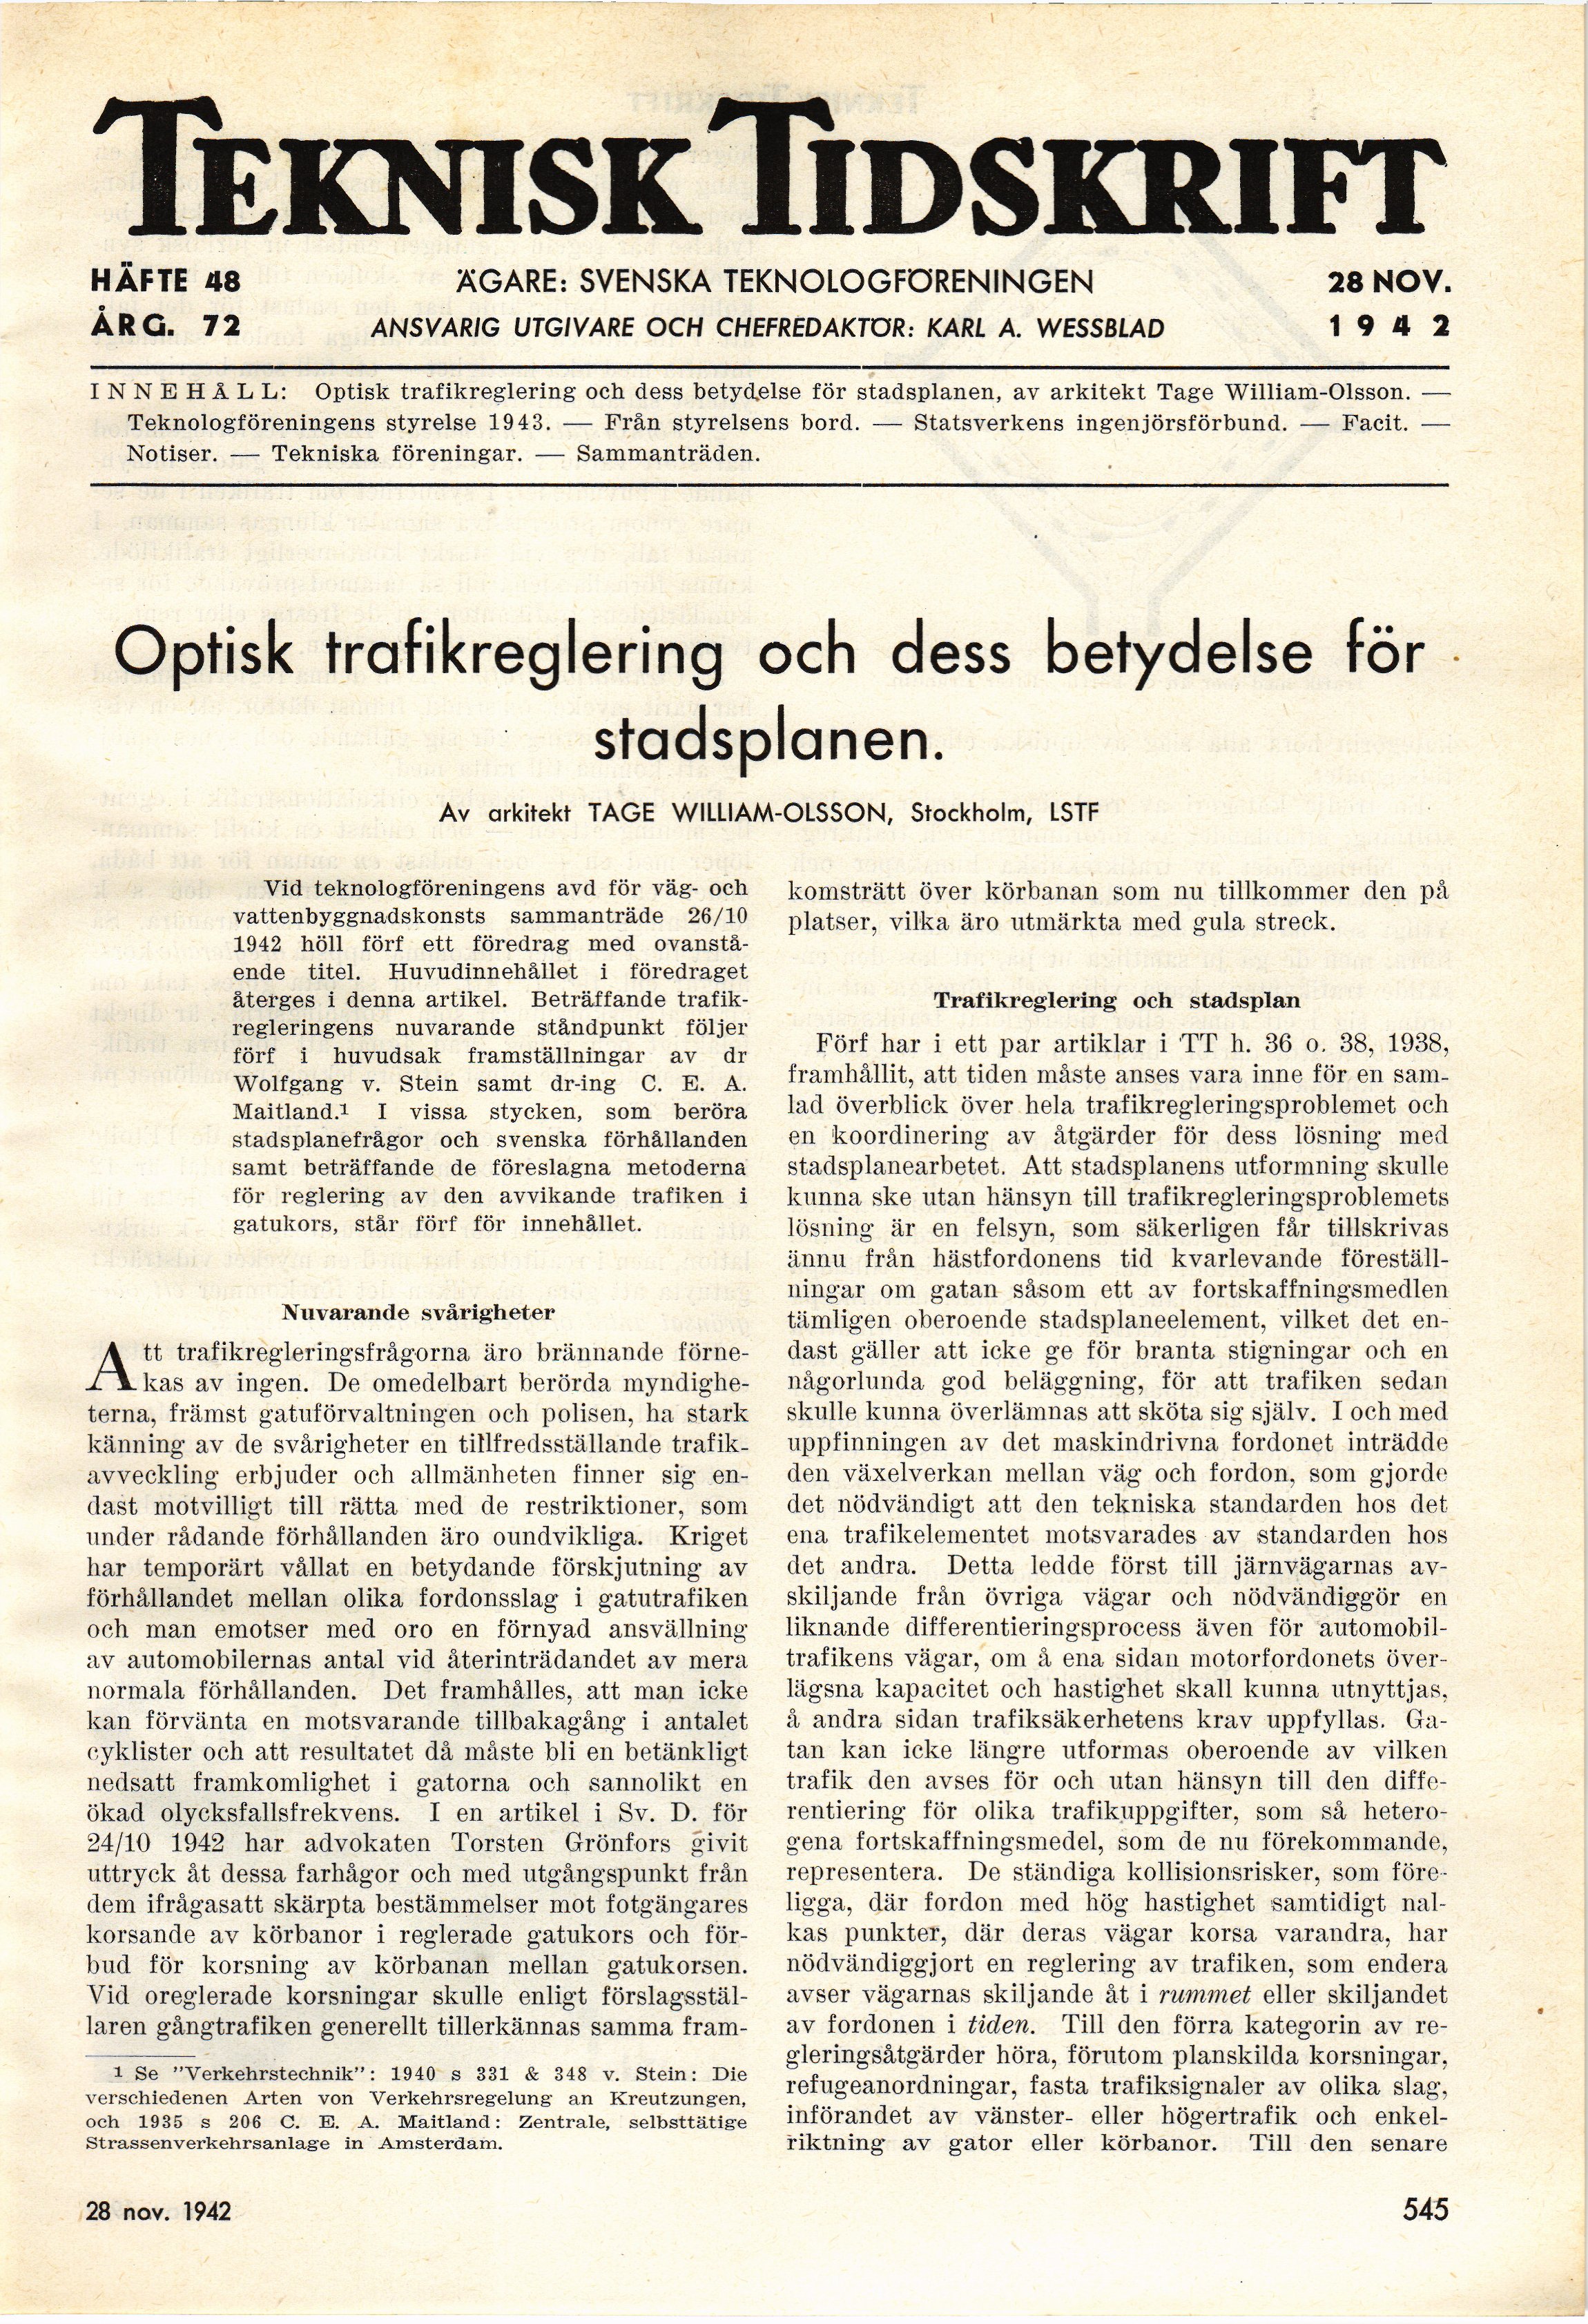 TEKNISK TIDSKRIFT
HÄFTE 48 ÄGARE: SVENSKA TEKNOLOGFÖRENINGEN 28 NOV.
ÅRG. 72 ANSVARIG UTGIVARE OCH CHEFREDAKTÖR: KARL A. WESSBLAD 1942
INNEHÅLL: Optisk trafikreglering och dess betydelse för stadsplanen, av arkitekt Tage William-Olsson. —
Teknologföreningens styrelse 1943. — Från styrelsens bord. — Statsverkens ingenjörsförbund. — Facit. —
Notiser. — Tekniska föreningar. — Sammanträden.
Optisk trafikreglering och dess betydelse för
stadsplanen.
Av arkitekt TAGE WILLIAM-OLSSON, Stockholm, LSTF
Vid teknologföreningens avd för väg- och
vattenbyggnadskonsts sammanträde 26/10
1942 höll förf ett föredrag med ovanstå-
ende titel. Huvudinnehållet i föredraget
återges i denna artikel. Beträffande trafik-
regleringens nuvarande ståndpunkt följer
förf i huvudsak framställningar av dr
Wolfgang v. Stein samt dr-ing C. E. A.
Maitland.¹ I vissa stycken, som beröra
stadsplanefrågor och svenska förhållanden
samt beträffande de föreslagna metoderna
för reglering av den avvikande trafiken i
gatukors, står förf för innehållet.
Nuvarande svårigheter
Att trafikregleringsfrågorna äro brännande förne-
kas av ingen. De omedelbart berörda myndighe-
terna, främst gatuförvaltningen och polisen, ha stark
känning av de svårigheter en tillfredsställande trafik-
avveckling erbjuder och allmänheten finner sig en-
dast motvilligt till rätta med de restriktioner, som
under rådande förhållanden äro oundvikliga. Kriget
har temporärt vållat en betydande förskjutning av
förhållandet mellan olika fordonsslag i gatutrafiken
och man emotser med oro en förnyad ansvällning
av automobilernas antal vid återinträdandet av mera
normala förhållanden. Det framhålles, att man icke
kan förvänta en motsvarande tillbakagång i antalet
cyklister och att resultatet då måste bli en betänkligt
nedsatt framkomlighet i gatorna och sannolikt en
ökad olycksfallsfrekvens. I en artikel i Sv. D. för
24/10 1942 har advokaten Torsten Grönfors givit
uttryck åt dessa farhågor och med utgångspunkt från
dem ifrågasatt skärpta bestämmelser mot fotgängares
korsande av körbanor i reglerade gatukors och för-
bud för korsning av körbanan mellan gatukorsen.
Vid oreglerade korsningar skulle enligt förslagsstäl-
laren gångtrafiken generellt tillerkännas samma fram-
1 Se "Verkehrstechnik": 1940 s 331 & 348 v. Stein: Die
verschiedenen Arten von Verkehrsregelung an Kreutzungen,
och 1935 s 206 C. E. A. Maitland: Zentrale, selbsttätige
Strassenverkehrsanlage in Amsterdam.
komsträtt över körbanan som nu tillkommer den på
platser, vilka äro utmärkta med gula streck.
Trafikreglering och stadsplan
Förf har i ett par artiklar i TT h. 36 o. 38, 1938,
framhållit, att tiden måste anses vara inne för en sam-
lad överblick över hela trafikregleringsproblemet och
en koordinering av åtgärder för dess lösning med
stadsplanearbetet. Att stadsplanens utformning skulle
kunna ske utan hänsyn till trafikregleringsproblemets
lösning är en felsyn, som säkerligen får tillskrivas
ännu från hästfordonens tid kvarlevande föreställ-
ningar om gatan såsom ett av fortskaffningsmedlen
tämligen oberoende stadsplaneelement, vilket det en-
dast gäller att icke ge för branta stigningar och en
någorlunda god beläggning, för att trafiken sedan
skulle kunna överlämnas att sköta sig själv. I och med
uppfinningen av det maskindrivna fordonet inträdde
den växelverkan mellan väg och fordon, som gjorde
det nödvändigt att den tekniska standarden hos det
ena trafikelementet motsvarades av standarden hos
det andra. Detta ledde först till järnvägarnas av-
skiljande från övriga vägar och nödvändiggör en
liknande differentieringsprocess även för automobil-
trafikens vägar, om å ena sidan motorfordonets över-
lägsna kapacitet och hastighet skall kunna utnyttjas,
å andra sidan trafiksäkerhetens krav uppfyllas. Ga-
tan kan icke längre utformas oberoende av vilken
trafik den avses för och utan hänsyn till den diffe-
rentiering för olika trafikuppgifter, som så hetero-
gena fortskaffningsmedel, som de nu förekommande,
representera. De ständiga kollisionsrisker, som före-
ligga, där fordon med hög hastighet samtidigt nal-
kas punkter, där deras vägar korsa varandra, har
nödvändiggjort en reglering av trafiken, som endera
avser vägarnas skiljande åt i rummet eller skiljandet
av fordonen i tiden. Till den förra kategorin av re-
gleringsåtgärder höra, förutom planskilda korsningar,
refugeanordningar, fasta trafiksignaler av olika slag,
införandet av vänster- eller högertrafik och enkel-
riktning av gator eller körbanor. Till den senare
28 nov. 1942 545